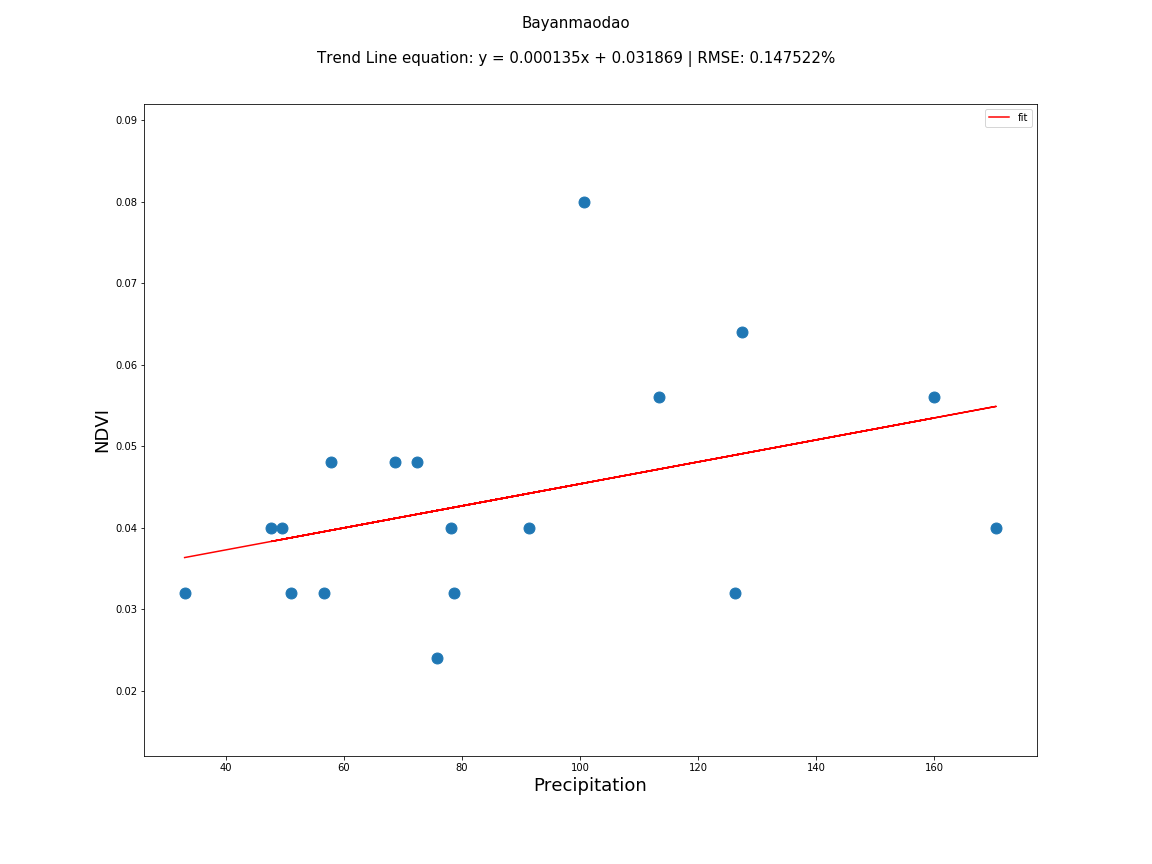 Bayanmaodao
Trend Line equation: y = 0.000135x + 0.031869 | RMSE: 0.147522%
fit
0.09
0.08
0.07
0.06
0.05
0.04
0.03
0.02
NDVI
40 60 80 100 120 140 160
Precipitation